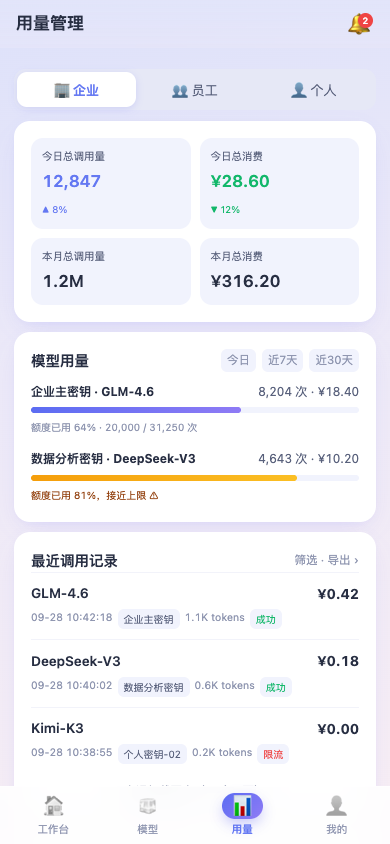 用量管理
2
企业
员工
个人
今日总调用量
今日总消费
12,847
¥28.60
▲ 8%
▼ 12%
本月总调用量
本月总消费
1.2M
¥316.20
模型用量
今日
近7天
近30天
企业主密钥 · GLM-4.6
8,204 次 · ¥18.40
额度已用 64% · 20,000 / 31,250 次
数据分析密钥 · DeepSeek-V3
4,643 次 · ¥10.20
额度已用 81%，接近上限 ⚠
最近调用记录
筛选 · 导出 ›
GLM-4.6
¥0.42
09-28 10:42:18 企业主密钥 1.1K tokens 成功
DeepSeek-V3
¥0.18
09-28 10:40:02 数据分析密钥 0.6K tokens 成功
Kimi-K3
¥0.00
09-28 10:38:55 个人密钥-02 0.2K tokens 限流
工作台
模型
用量
我的